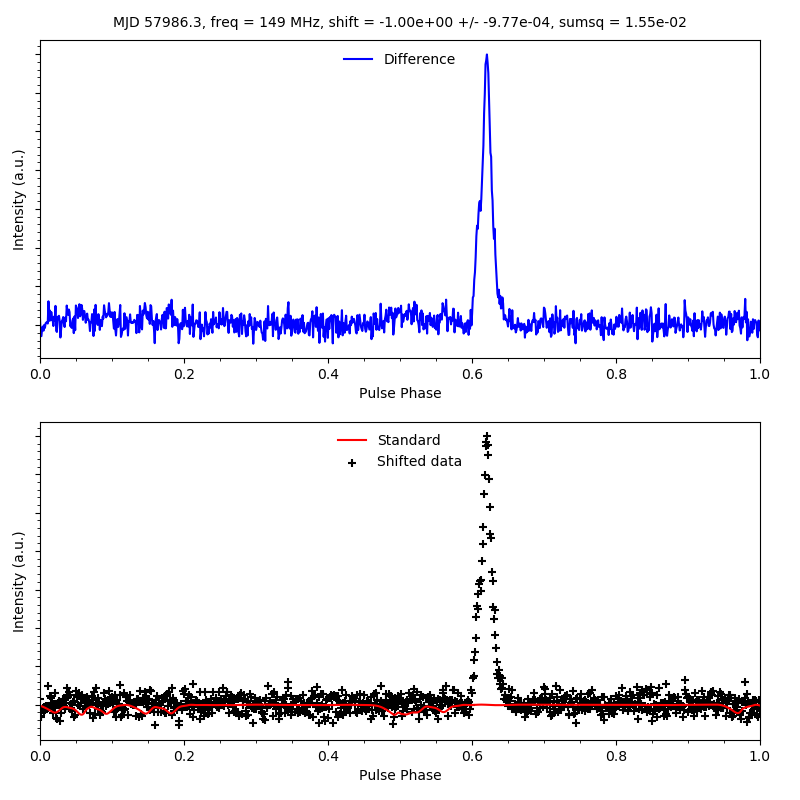 MJD 57986.3, freq = 149 MHz, shift = -1.00e+00 +/- -9.77e-04, sumsq = 1.55e-02
Difference
Intensity (a.u.)
0.0 0.2 0.4 0.6 0.8 1.0
Pulse Phase
Standard
Shifted data
Intensity (a.u.)
0.0 0.2 0.4 0.6 0.8 1.0
Pulse Phase